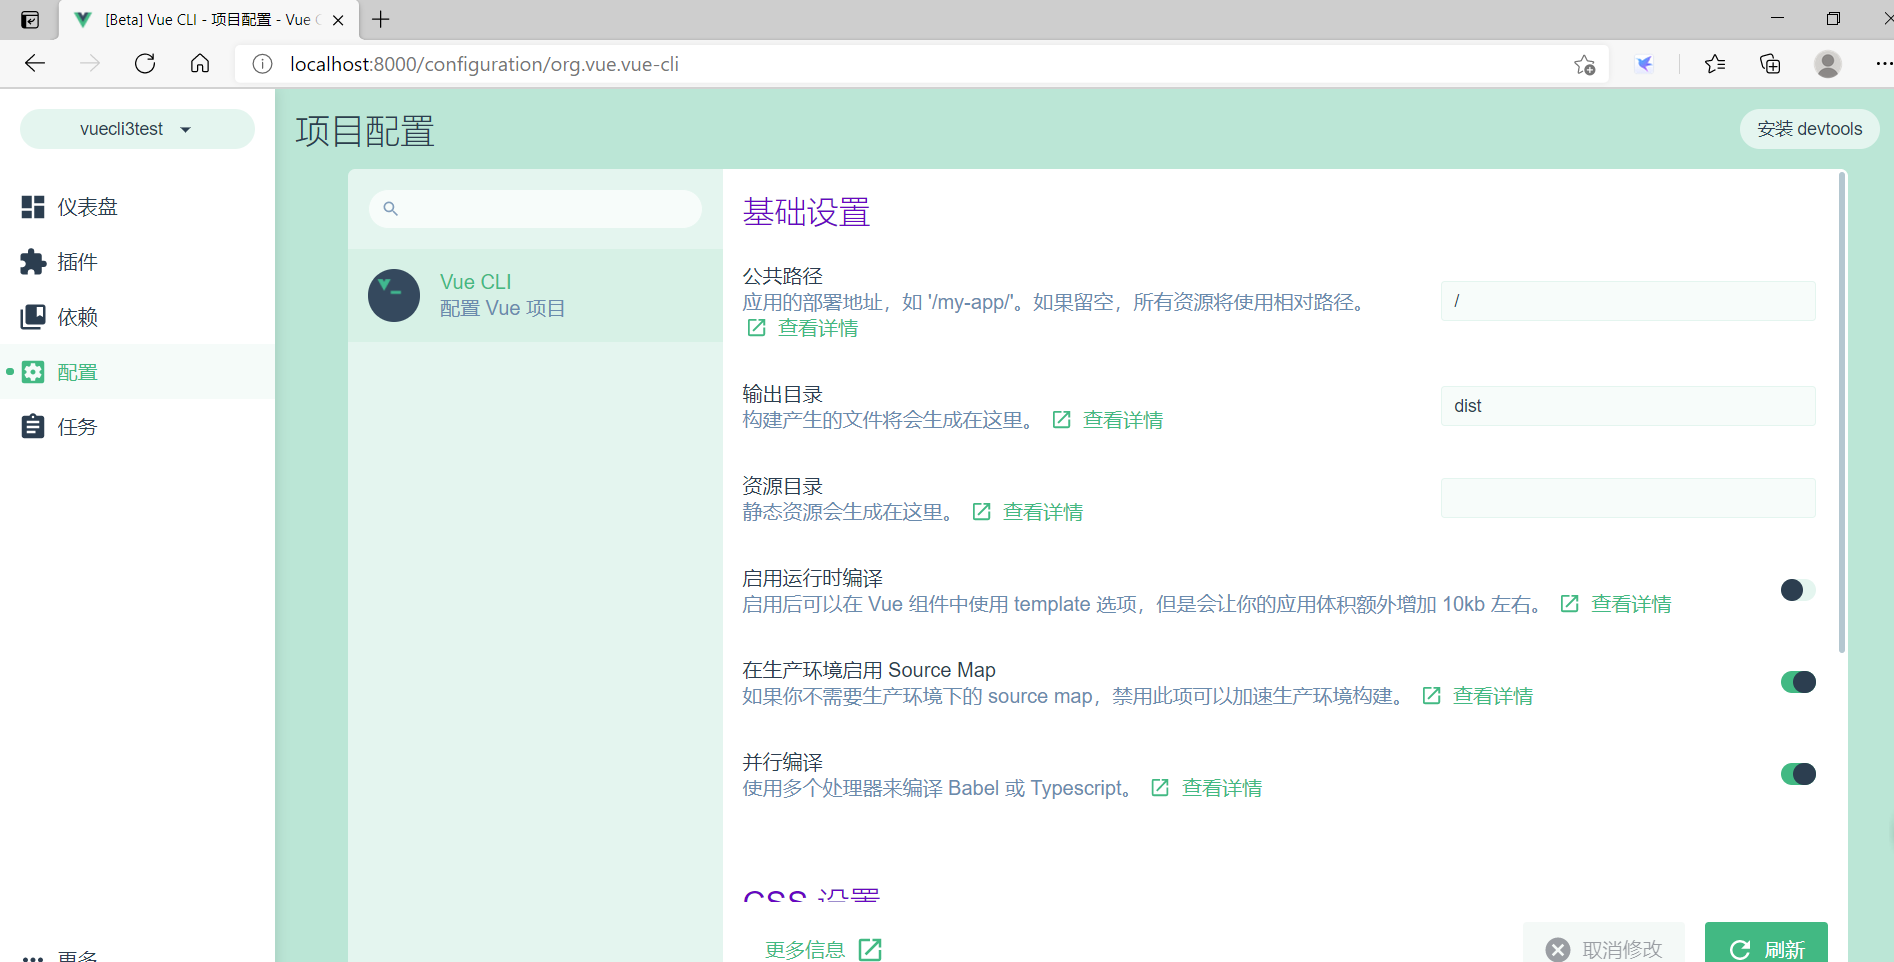 [Beta] Vue CLI - 项目配置 - Vue
localhost:8000/configuration/org.vue.vue-cli
vuecli3test
项目配置
安装 devtools
仪表盘
插件
依赖
配置
任务
更多
Vue CLI
配置 Vue 项目
基础设置
公共路径
应用的部署地址，如 '/my-app/'。如果留空，所有资源将使用相对路径。
查看详情
/
输出目录
构建产生的文件将会生成在这里。 查看详情
dist
资源目录
静态资源会生成在这里。 查看详情
启用运行时编译
启用后可以在 Vue 组件中使用 template 选项，但是会让你的应用体积额外增加 10kb 左右。 查看详情
在生产环境启用 Source Map
如果你不需要生产环境下的 source map，禁用此项可以加速生产环境构建。 查看详情
并行编译
使用多个处理器来编译 Babel 或 Typescript。 查看详情
CSS 设置
更多信息
取消修改
刷新